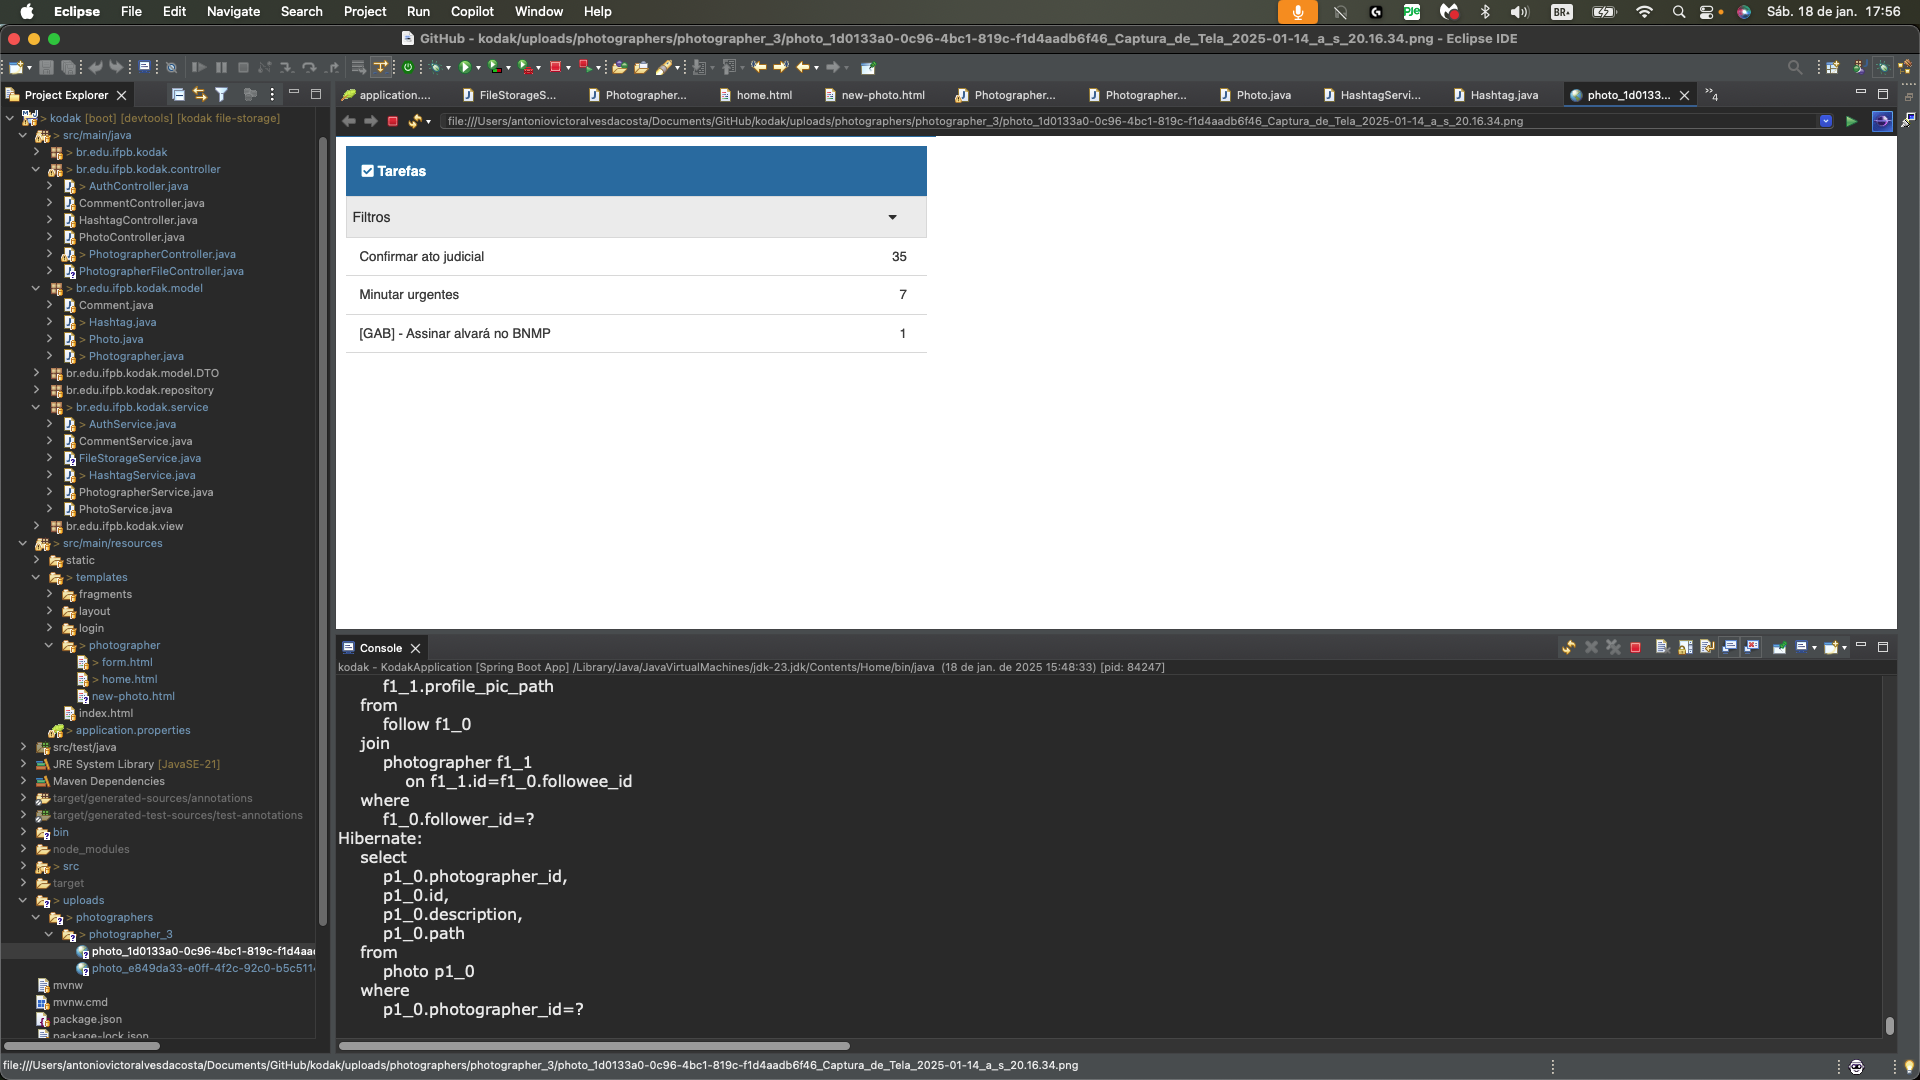 Eclipse File Edit Navigate Search Project Run Copilot Window Help
PJe BR Sáb. 18 de jan. 17:56
GitHub - kodak/uploads/photographers/photographer_3/photo_1d0133a0-0c96-4bc1-819c-f1d4aadb6f46_Captura_de_Tela_2025-01-14_a_s_20.16.34.png - Eclipse IDE
Project Explorer
application....
FileStorageS...
Photographer...
home.html
new-photo.html
Photographer...
Photographer...
Photo.java
HashtagServi...
Hashtag.java
photo_1d0133...
»4
file:///Users/antoniovictoralvesdacosta/Documents/GitHub/kodak/uploads/photographers/photographer_3/photo_1d0133a0-0c96-4bc1-819c-f1d4aadb6f46_Captura_de_Tela_2025-01-14_a_s_20.16.34.png
> kodak [boot] [devtools] [kodak file-storage]
> src/main/java
> br.edu.ifpb.kodak
> br.edu.ifpb.kodak.controller
> AuthController.java
CommentController.java
HashtagController.java
PhotoController.java
> PhotographerController.java
PhotographerFileController.java
> br.edu.ifpb.kodak.model
Comment.java
> Hashtag.java
> Photo.java
> Photographer.java
br.edu.ifpb.kodak.model.DTO
br.edu.ifpb.kodak.repository
> br.edu.ifpb.kodak.service
> AuthService.java
CommentService.java
FileStorageService.java
> HashtagService.java
PhotographerService.java
PhotoService.java
br.edu.ifpb.kodak.view
> src/main/resources
static
> templates
fragments
layout
login
> photographer
> form.html
> home.html
new-photo.html
index.html
> application.properties
src/test/java
JRE System Library [JavaSE-21]
Maven Dependencies
target/generated-sources/annotations
target/generated-test-sources/test-annotations
bin
node_modules
> src
target
> uploads
> photographers
> photographer_3
photo_1d0133a0-0c96-4bc1-819c-f1d4aad
photo_e849da33-e0ff-4f2c-92c0-b5c511
mvnw
mvnw.cmd
package.json
package-lock.json
Tarefas
Filtros
Confirmar ato judicial 35
Minutar urgentes 7
[GAB] - Assinar alvará no BNMP 1
Console
kodak - KodakApplication [Spring Boot App] /Library/Java/JavaVirtualMachines/jdk-23.jdk/Contents/Home/bin/java (18 de jan. de 2025 15:48:33) [pid: 84247]
f1_1.profile_pic_path
from
follow f1_0
join
photographer f1_1
on f1_1.id=f1_0.followee_id
where
f1_0.follower_id=?
Hibernate:
select
p1_0.photographer_id,
p1_0.id,
p1_0.description,
p1_0.path
from
photo p1_0
where
p1_0.photographer_id=?
file:///Users/antoniovictoralvesdacosta/Documents/GitHub/kodak/uploads/photographers/photographer_3/photo_1d0133a0-0c96-4bc1-819c-f1d4aadb6f46_Captura_de_Tela_2025-01-14_a_s_20.16.34.png